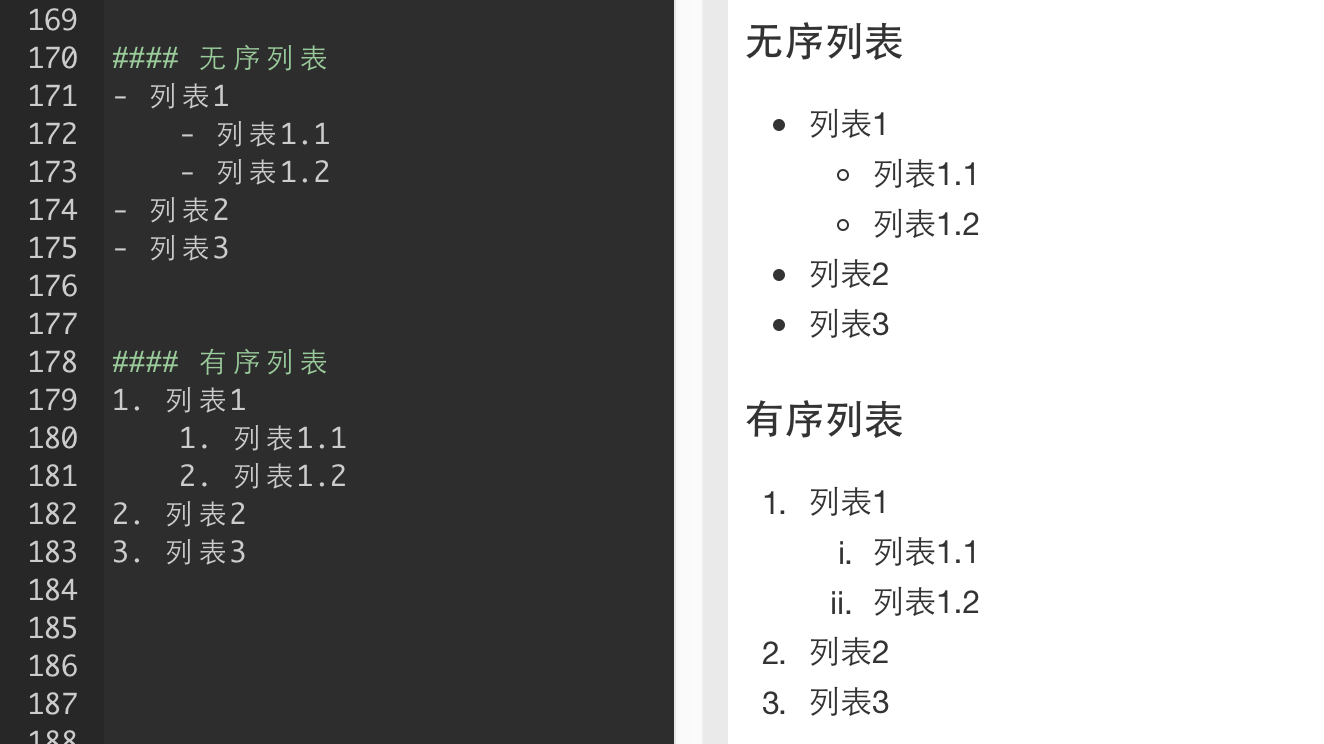 169
170 #### 无序列表
171 - 列表1
172     - 列表1.1
173     - 列表1.2
174 - 列表2
175 - 列表3
176
177
178 #### 有序列表
179 1. 列表1
180     1. 列表1.1
181     2. 列表1.2
182 2. 列表2
183 3. 列表3
184
185
186
187
188
无序列表
• 列表1
◦ 列表1.1
◦ 列表1.2
• 列表2
• 列表3
有序列表
1. 列表1
i. 列表1.1
ii. 列表1.2
2. 列表2
3. 列表3